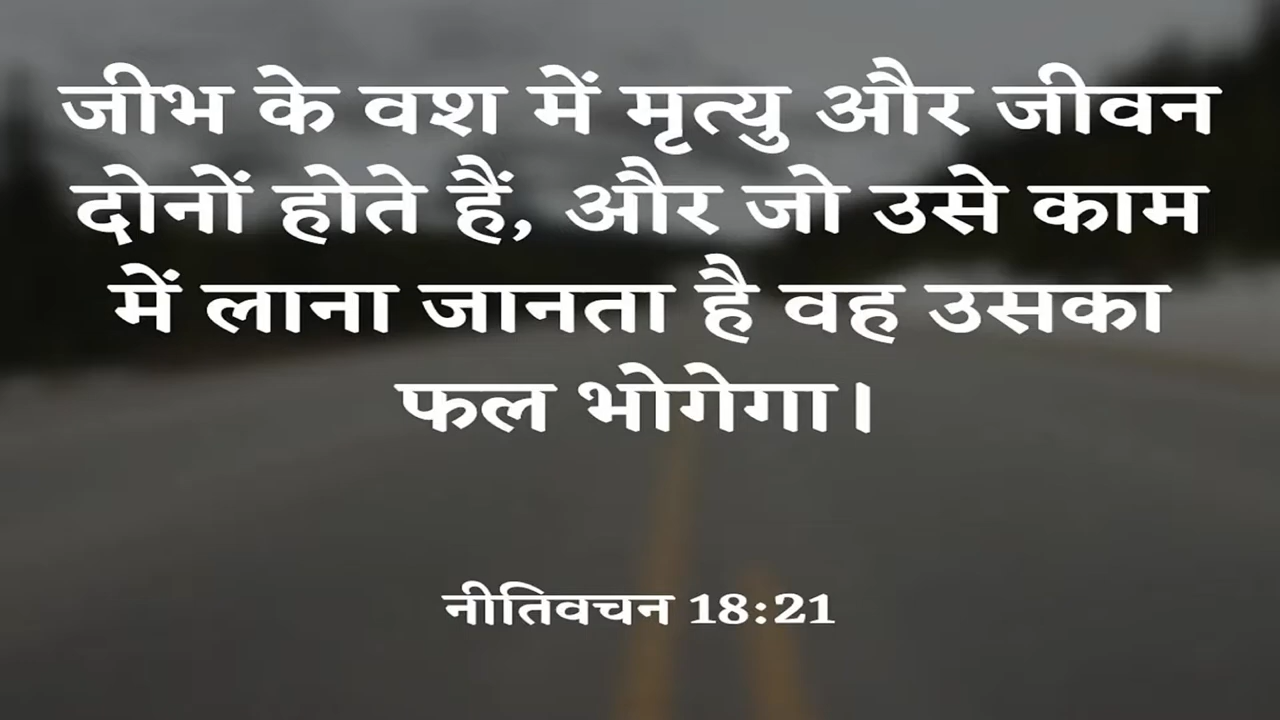 जीभ के वश में मृत्यु और जीवन
दोनों होते हैं, और जो उसे काम
में लाना जानता है वह उसका
फल भोगेगा।
नीतिवचन 18:21